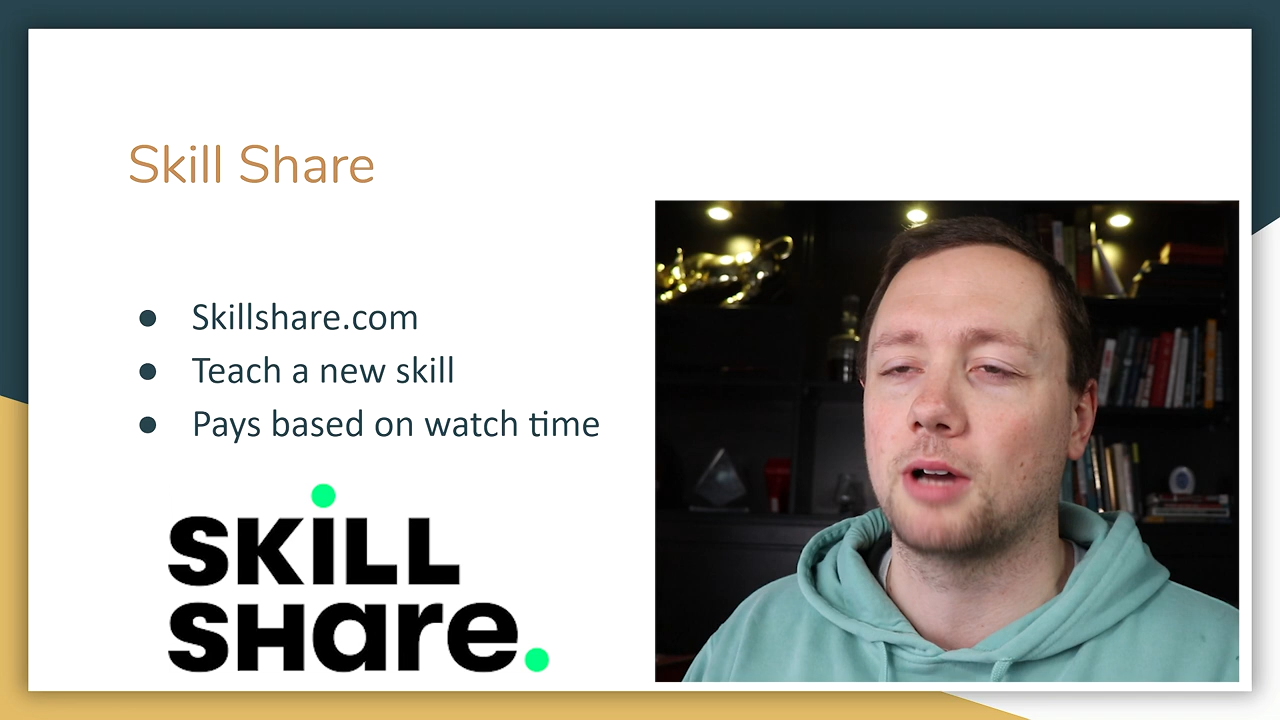 Skill Share
Skillshare.com
Teach a new skill
Pays based on watch time
SKiLL
SHare.